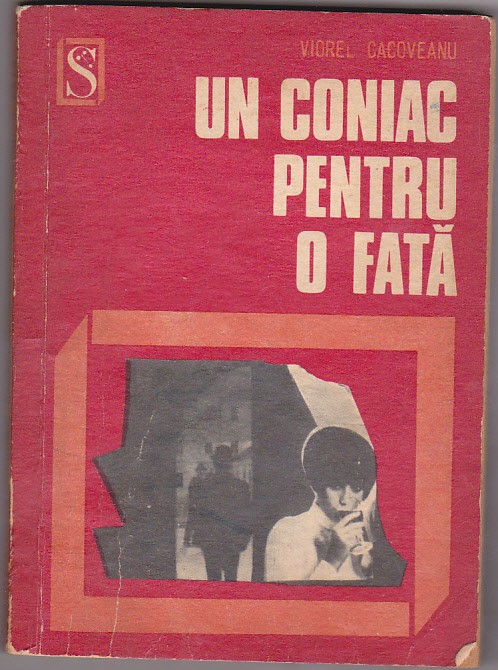 VIOREL CACOVEANU
S
UN CONIAC
PENTRU
O FATĂ